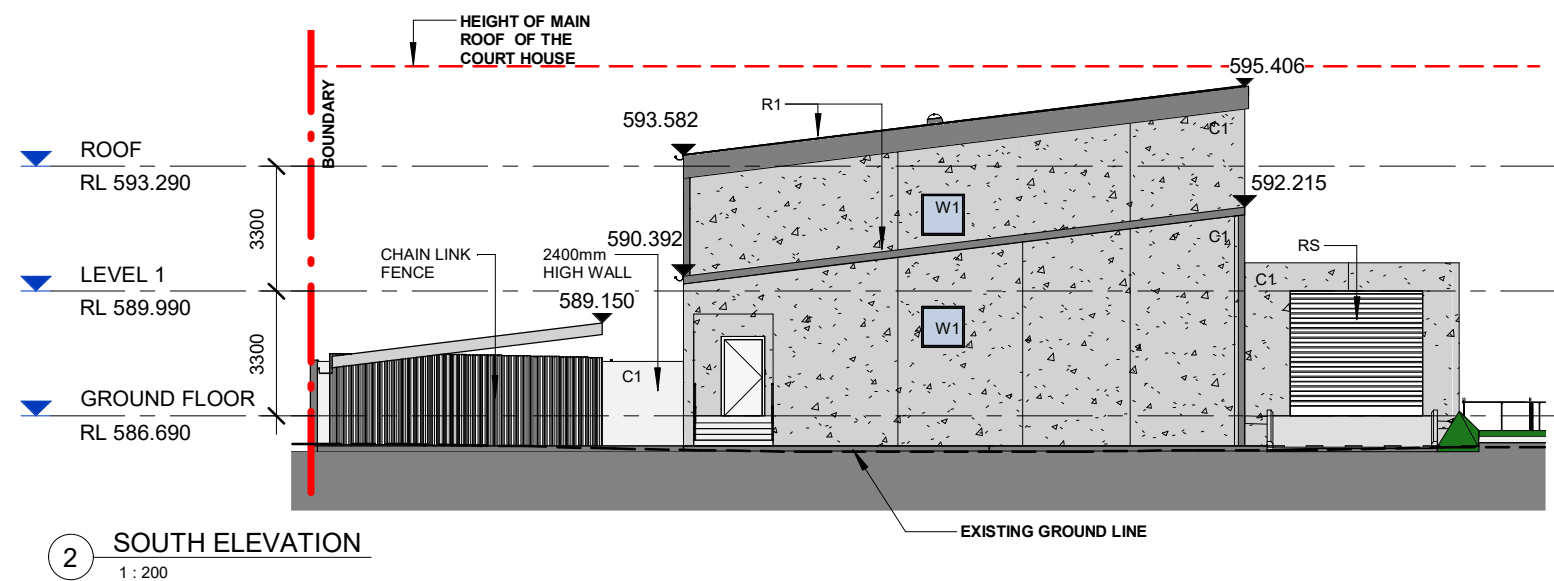 HEIGHT OF MAIN
ROOF OF THE
COURT HOUSE
BOUNDARY
595.406
R1
593.582
C1
ROOF
RL 593.290
592.215
W1
3300
590.392
C1
CHAIN LINK
FENCE
2400mm
HIGH WALL
RS
LEVEL 1
RL 589.990
C1
589.150
W1
3300
C1
GROUND FLOOR
RL 586.690
EXISTING GROUND LINE
2
SOUTH ELEVATION
1 : 200